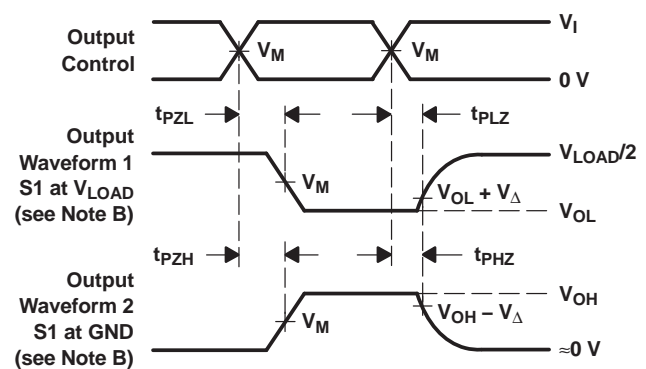 Output
Control
V_M
V_M
V_I
0 V
t_PZL
t_PLZ
Output
Waveform 1
S1 at V_LOAD
(see Note B)
V_M
V_OL + V_Δ
V_LOAD/2
V_OL
t_PZH
t_PHZ
Output
Waveform 2
S1 at GND
(see Note B)
V_M
V_OH − V_Δ
V_OH
≈0 V